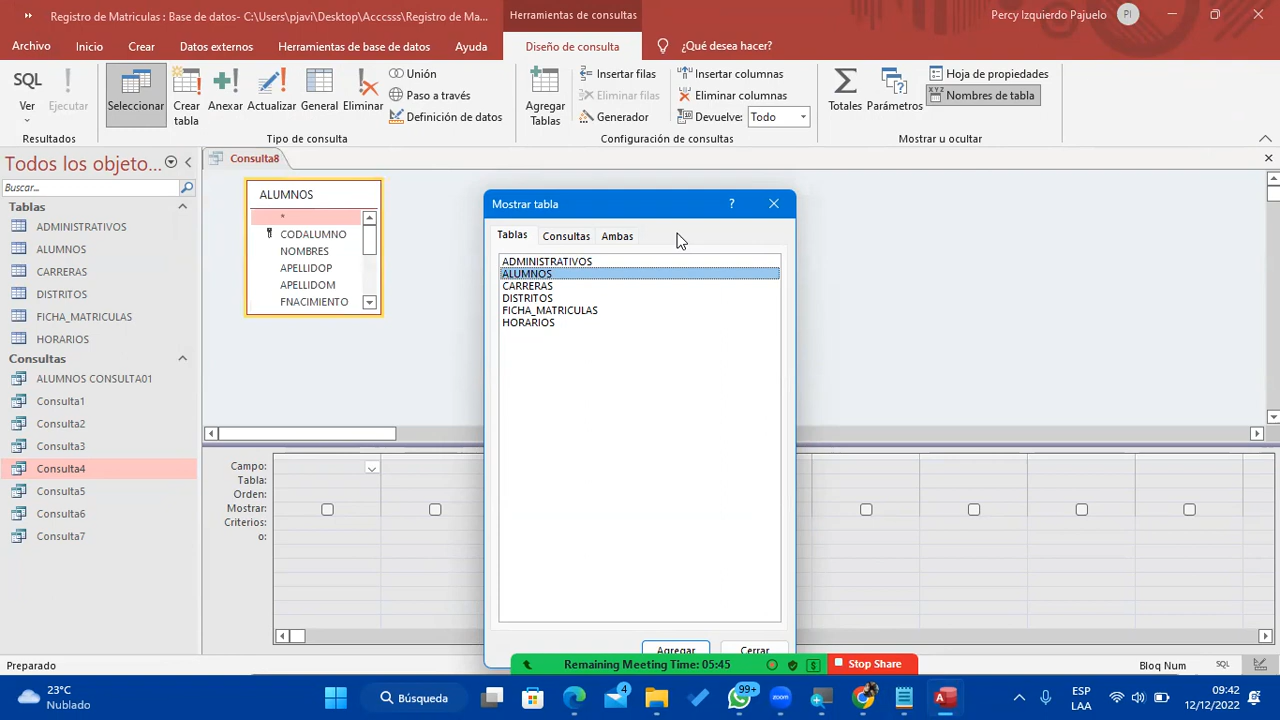 Registro de Matriculas : Base de datos- C:\Users\pjavi\Desktop\Acccsss\Registro de Ma...
Herramientas de consultas
Percy Izquierdo Pajuelo
PI
Archivo
Inicio
Crear
Datos externos
Herramientas de base de datos
Ayuda
Diseño de consulta
¿Qué desea hacer?
SQL
Ver
Ejecutar
Resultados
Seleccionar
Crear tabla
Anexar
Actualizar
General
Eliminar
Unión
Paso a través
Definición de datos
Tipo de consulta
Agregar Tablas
Insertar filas
Eliminar filas
Generador
Insertar columnas
Eliminar columnas
Devuelve:
Todo
Configuración de consultas
Totales
Parámetros
Hoja de propiedades
XYZ
Nombres de tabla
Mostrar u ocultar
Todos los objeto...
Buscar...
Tablas
ADMINISTRATIVOS
ALUMNOS
CARRERAS
DISTRITOS
FICHA_MATRICULAS
HORARIOS
Consultas
ALUMNOS CONSULTA01
Consulta1
Consulta2
Consulta3
Consulta4
Consulta5
Consulta6
Consulta7
Consulta8
ALUMNOS
*
CODALUMNO
NOMBRES
APELLIDOP
APELLIDOM
FNACIMIENTO
Mostrar tabla
?
Tablas
Consultas
Ambas
ADMINISTRATIVOS
ALUMNOS
CARRERAS
DISTRITOS
FICHA_MATRICULAS
HORARIOS
Agregar
Cerrar
Campo:
Tabla:
Orden:
Mostrar:
Criterios:
o:
Remaining Meeting Time: 05:45
Stop Share
Preparado
Bloq Num
SQL
23°C
Nublado
Búsqueda
4
99+
ESP
LAA
09:42
12/12/2022